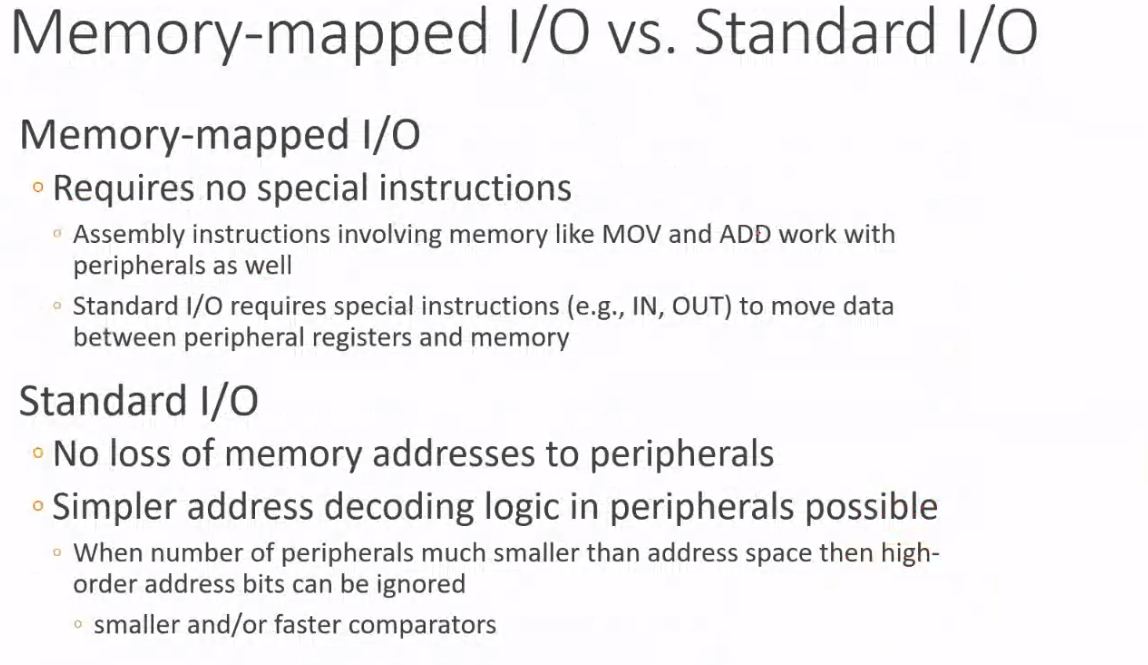 Memory-mapped I/O vs. Standard I/O
Memory-mapped I/O
Requires no special instructions
Assembly instructions involving memory like MOV and ADD work with
peripherals as well
Standard I/O requires special instructions (e.g., IN, OUT) to move data
between peripheral registers and memory
Standard I/O
No loss of memory addresses to peripherals
Simpler address decoding logic in peripherals possible
When number of peripherals much smaller than address space then high-
order address bits can be ignored
smaller and/or faster comparators